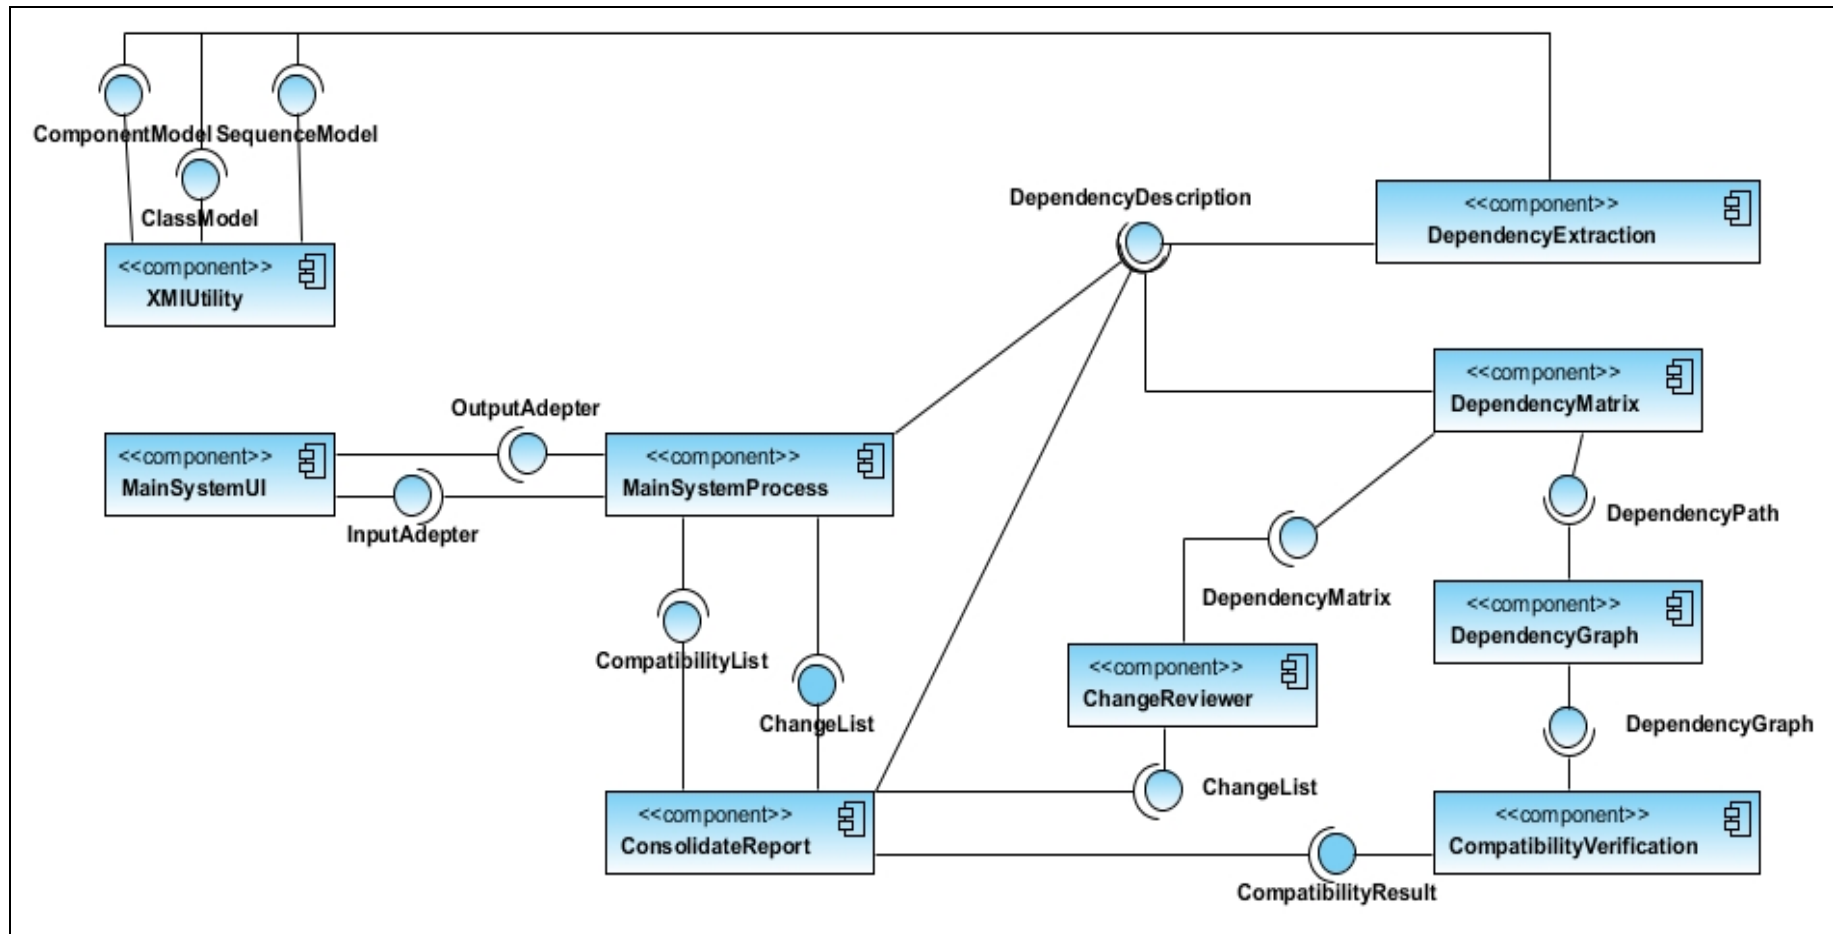 ComponentModel
SequenceModel
ClassModel
<<component>>
XMIUtility
DependencyDescription
<<component>>
DependencyExtraction
<<component>>
DependencyMatrix
OutputAdepter
<<component>>
MainSystemUI
<<component>>
MainSystemProcess
InputAdepter
DependencyPath
DependencyMatrix
<<component>>
DependencyGraph
CompatibilityList
<<component>>
ChangeReviewer
ChangeList
DependencyGraph
ChangeList
<<component>>
ConsolidateReport
<<component>>
CompatibilityVerification
CompatibilityResult